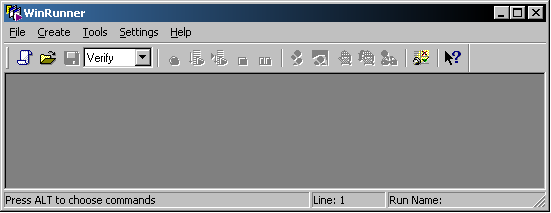 WinRunner
File Create Tools Settings Help
Verify
Press ALT to choose commands Line: 1 Run Name: